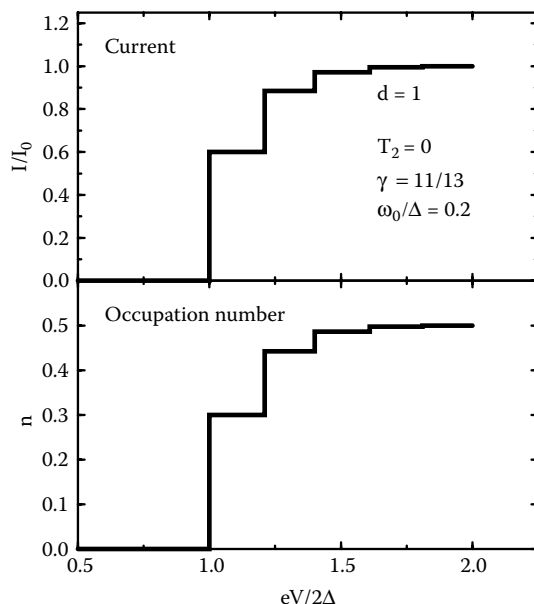 1.2
Current
1.0
d = 1
0.8
T₂ = 0
I/I₀
0.6
γ = 11/13
ω₀/Δ = 0.2
0.4
0.2
0.0
Occupation number
0.5
0.4
0.3
n
0.2
0.1
0.0
0.5 1.0 1.5 2.0
eV/2Δ